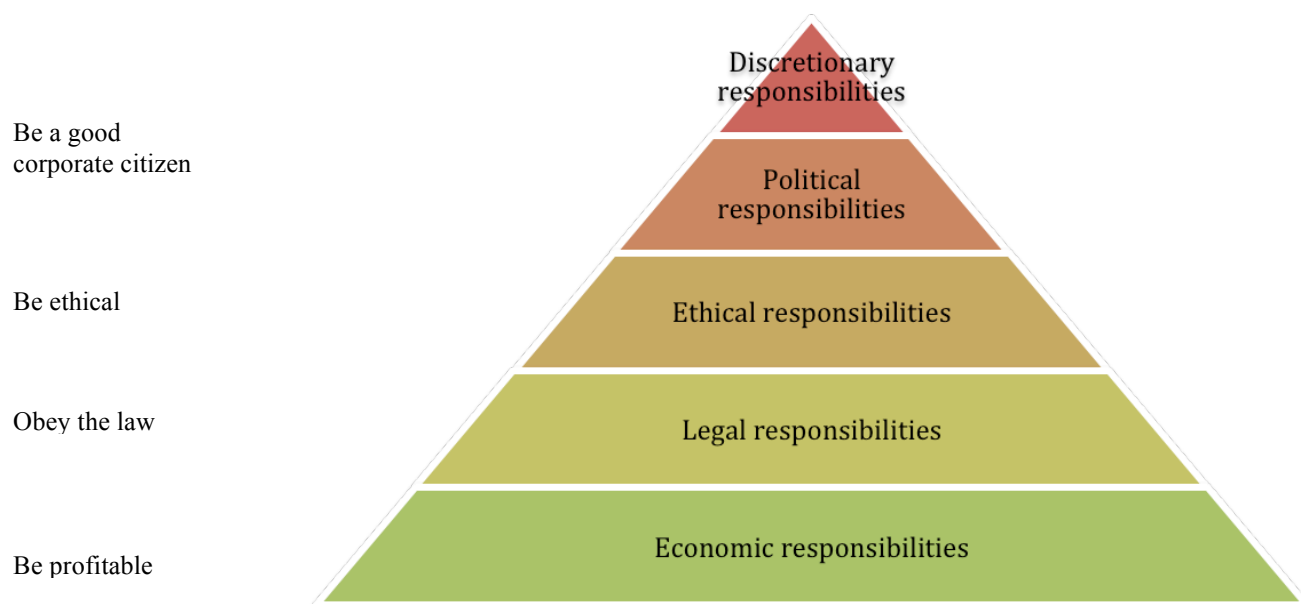 Discretionary
responsibilities
Be a good
corporate citizen
Political
responsibilities
Be ethical
Ethical responsibilities
Obey the law
Legal responsibilities
Be profitable
Economic responsibilities